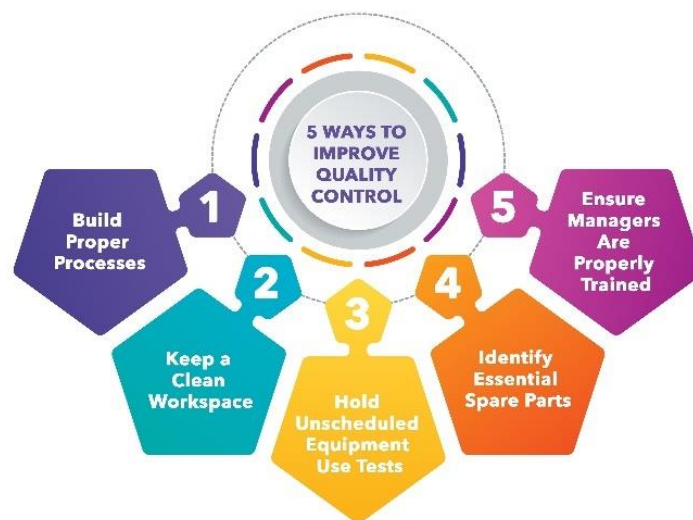 5 WAYS TO
IMPROVE
QUALITY
CONTROL
1
Build
Proper
Processes
2
Keep a
Clean
Workspace
3
Hold
Unscheduled
Equipment
Use Tests
4
Identify
Essential
Spare Parts
5
Ensure
Managers
Are
Properly
Trained